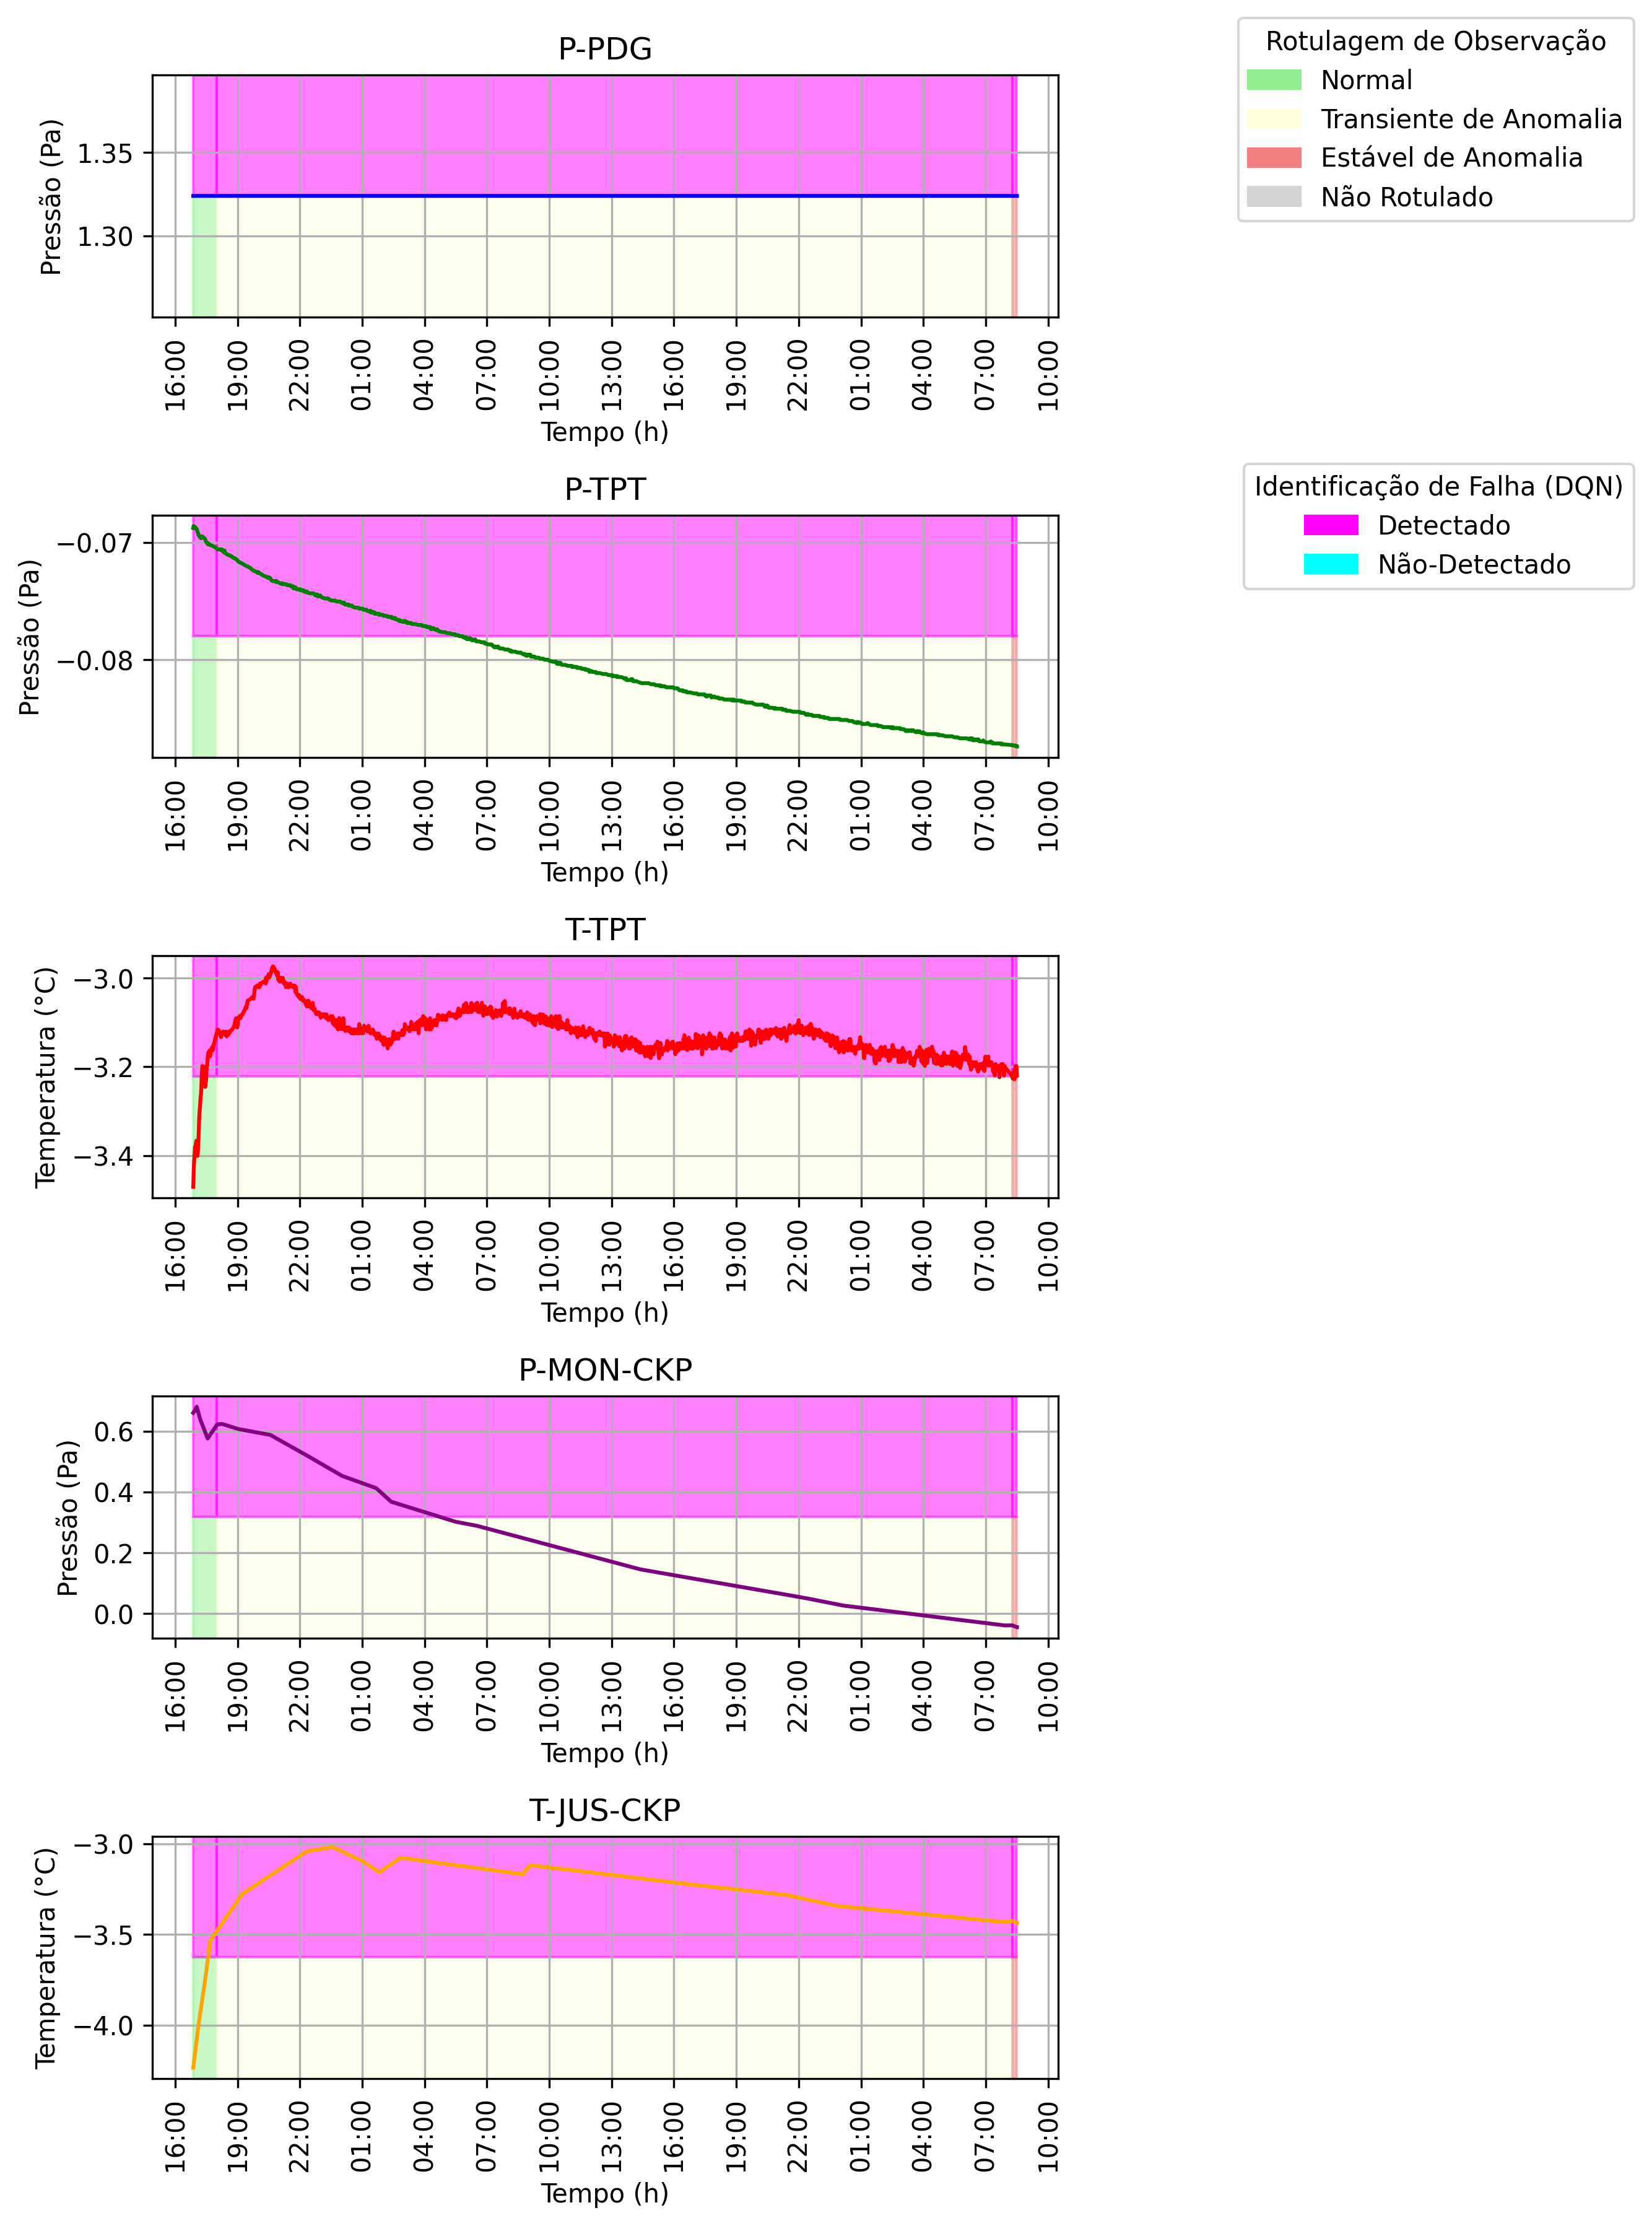 P-PDG
Pressão (Pa)
1.35
1.30
16:00 19:00 22:00 01:00 04:00 07:00 10:00 13:00 16:00 19:00 22:00 01:00 04:00 07:00 10:00
Tempo (h)
Rotulagem de Observação
Normal
Transiente de Anomalia
Estável de Anomalia
Não Rotulado
P-TPT
Pressão (Pa)
−0.07
−0.08
16:00 19:00 22:00 01:00 04:00 07:00 10:00 13:00 16:00 19:00 22:00 01:00 04:00 07:00 10:00
Tempo (h)
Identificação de Falha (DQN)
Detectado
Não-Detectado
T-TPT
Temperatura (°C)
−3.0
−3.2
−3.4
16:00 19:00 22:00 01:00 04:00 07:00 10:00 13:00 16:00 19:00 22:00 01:00 04:00 07:00 10:00
Tempo (h)
P-MON-CKP
Pressão (Pa)
0.6
0.4
0.2
0.0
16:00 19:00 22:00 01:00 04:00 07:00 10:00 13:00 16:00 19:00 22:00 01:00 04:00 07:00 10:00
Tempo (h)
T-JUS-CKP
Temperatura (°C)
−3.0
−3.5
−4.0
16:00 19:00 22:00 01:00 04:00 07:00 10:00 13:00 16:00 19:00 22:00 01:00 04:00 07:00 10:00
Tempo (h)